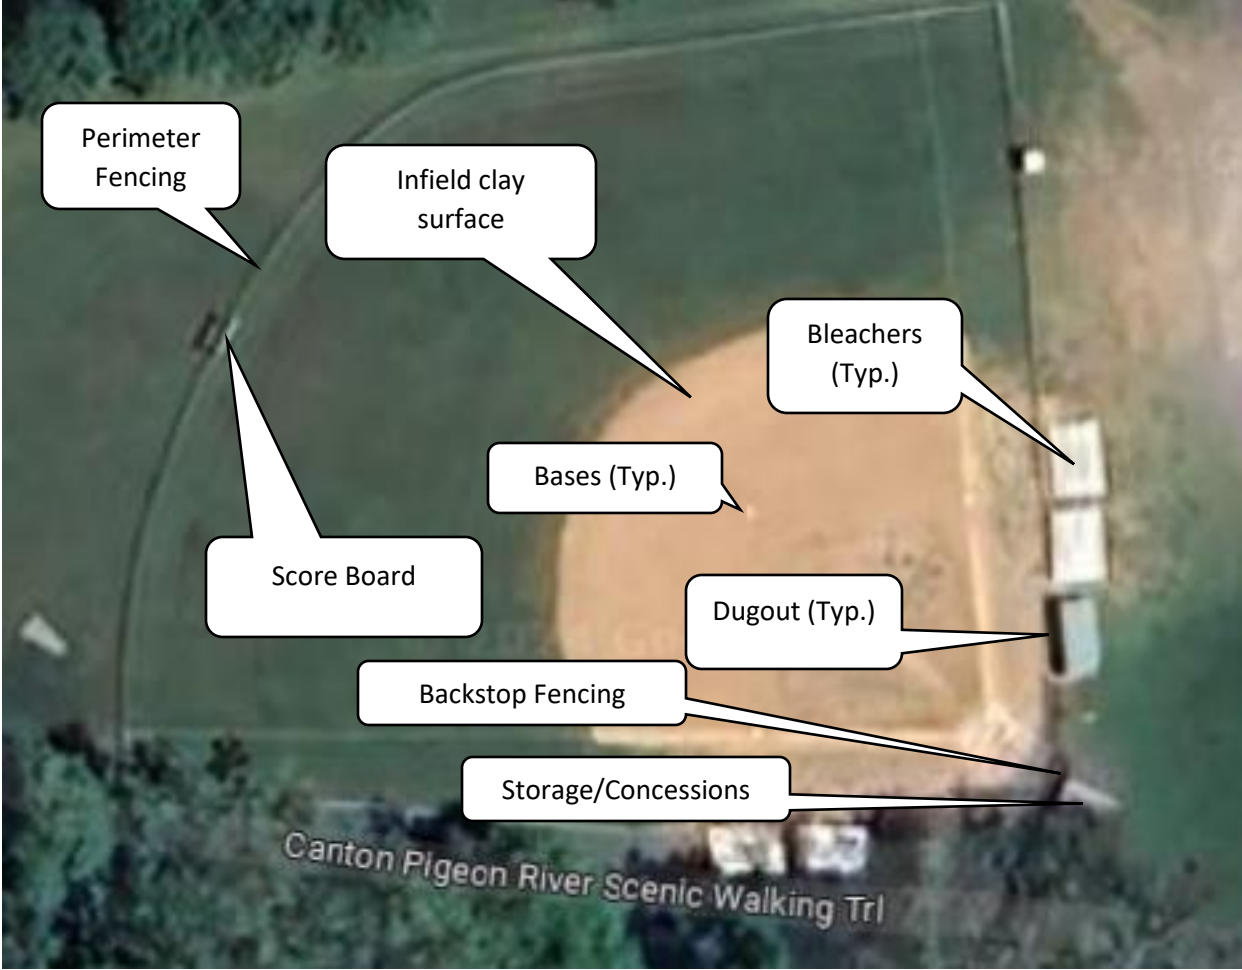 Perimeter
Fencing
Infield clay
surface
Bleachers
(Typ.)
Bases (Typ.)
Score Board
Dugout (Typ.)
Backstop Fencing
Storage/Concessions
Canton Pigeon River Scenic Walking Trl